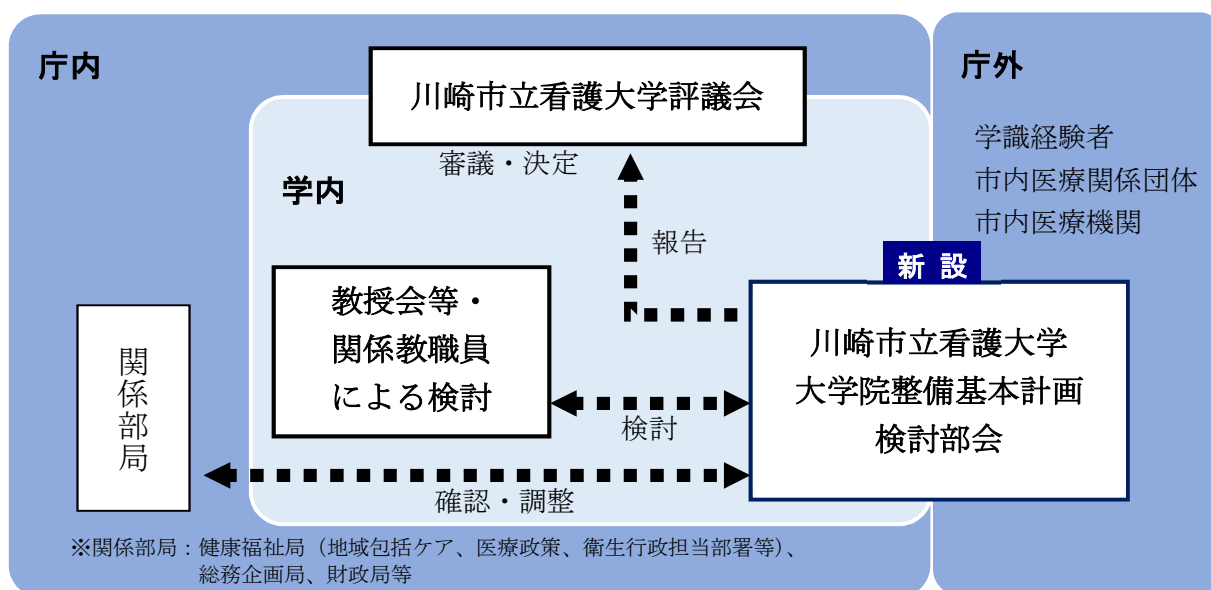 庁内
庁外
川崎市立看護大学評議会
審議・決定
学識経験者
市内医療関係団体
市内医療機関
学内
報告
新 設
教授会等・
関係教職員
による検討
川崎市立看護大学
大学院整備基本計画
検討部会
関係部局
検討
確認・調整
※関係部局：健康福祉局（地域包括ケア、医療政策、衛生行政担当部署等）、
総務企画局、財政局等